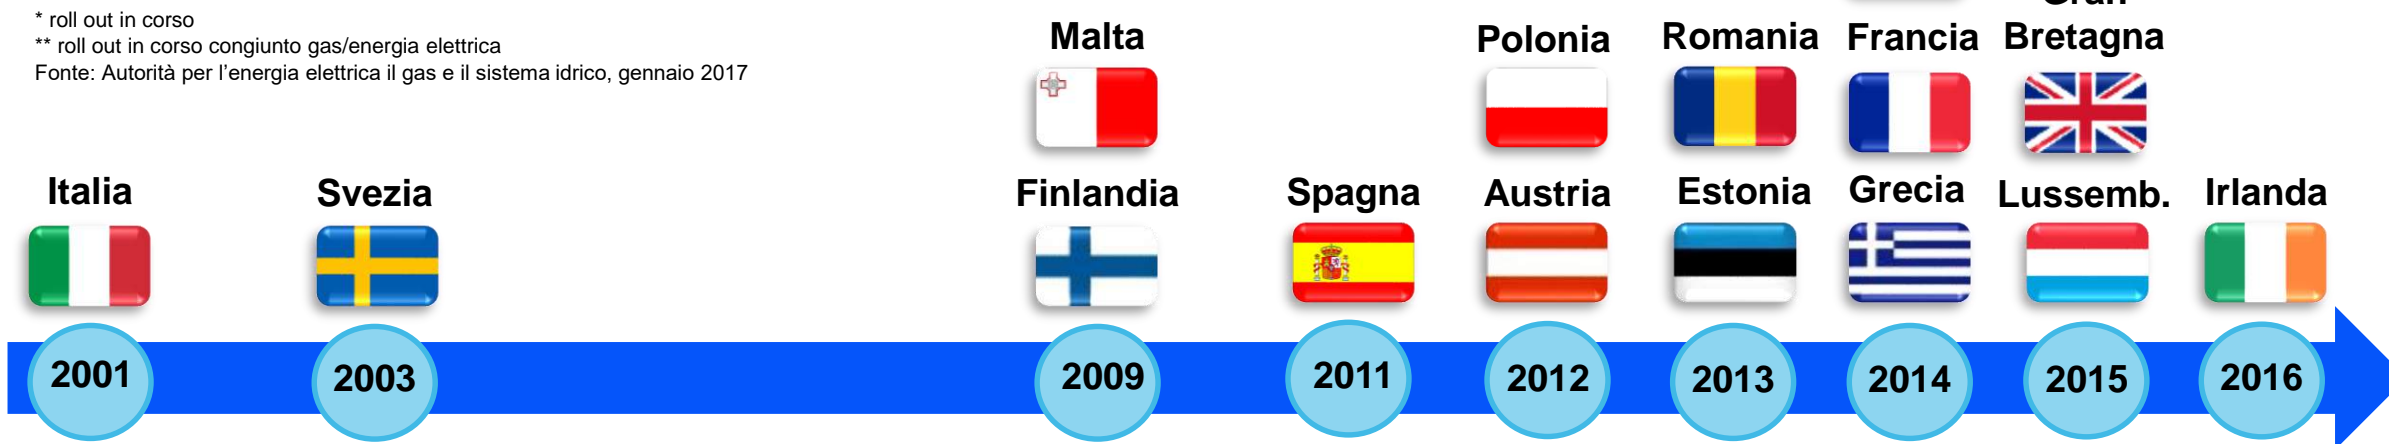 * roll out in corso
** roll out in corso congiunto gas/energia elettrica
Fonte: Autorità per l’energia elettrica il gas e il sistema idrico, gennaio 2017
Malta
Polonia
Romania
Francia
Gran
Bretagna
Italia
Svezia
Finlandia
Spagna
Austria
Estonia
Grecia
Lussemb.
Irlanda
2001
2003
2009
2011
2012
2013
2014
2015
2016